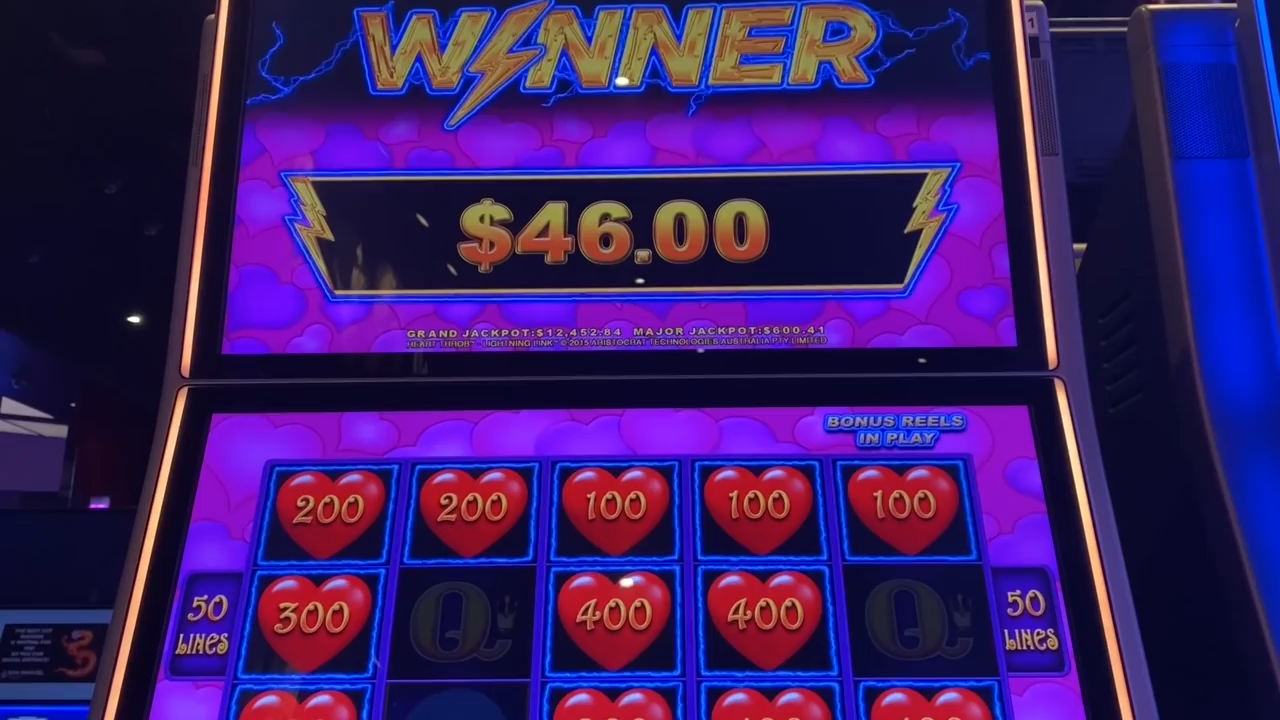 WINNER
1
$46.00
GRAND JACKPOT:$12,452.84 MAJOR JACKPOT:$600.41
HEART THROB™ - LIGHTNING LINK™ © 2015 ARISTOCRAT TECHNOLOGIES AUSTRALIA PTY LIMITED
BONUS REELS
IN PLAY
200 200 100 100 100
50
LINES
300 Q 400 400 Q
50
LINES